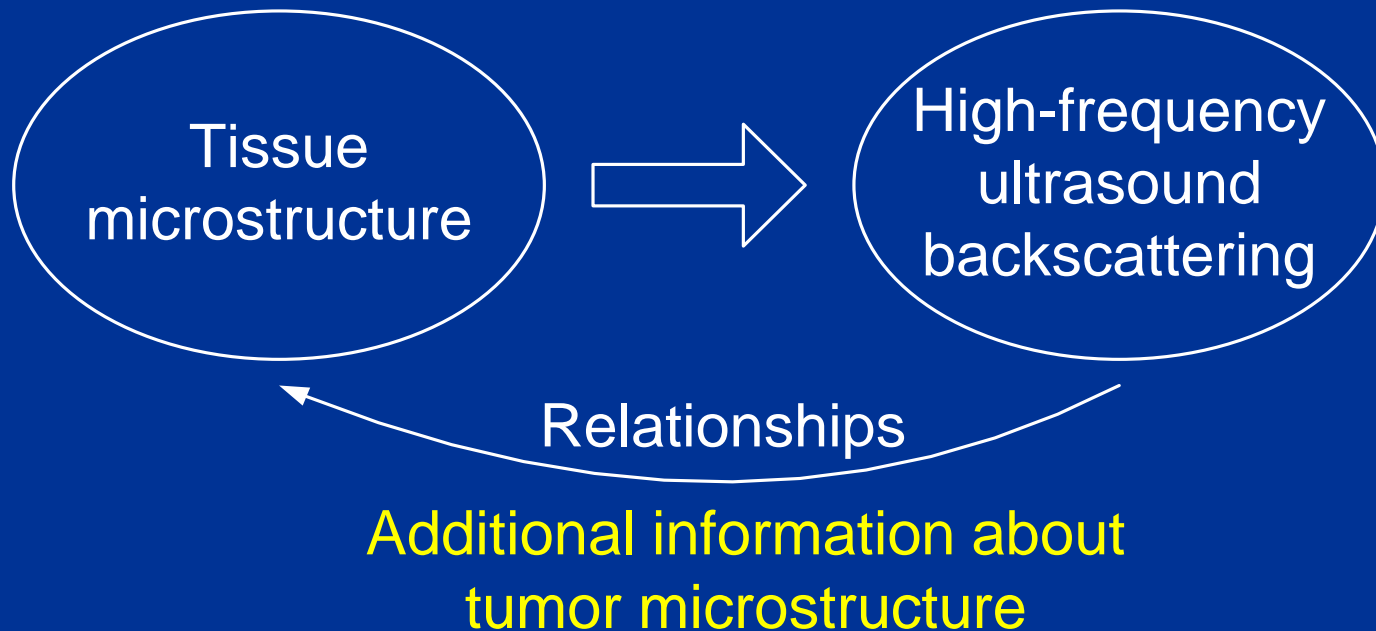 Tissue
microstructure
High-frequency
ultrasound
backscattering
Relationships
Additional information about
tumor microstructure